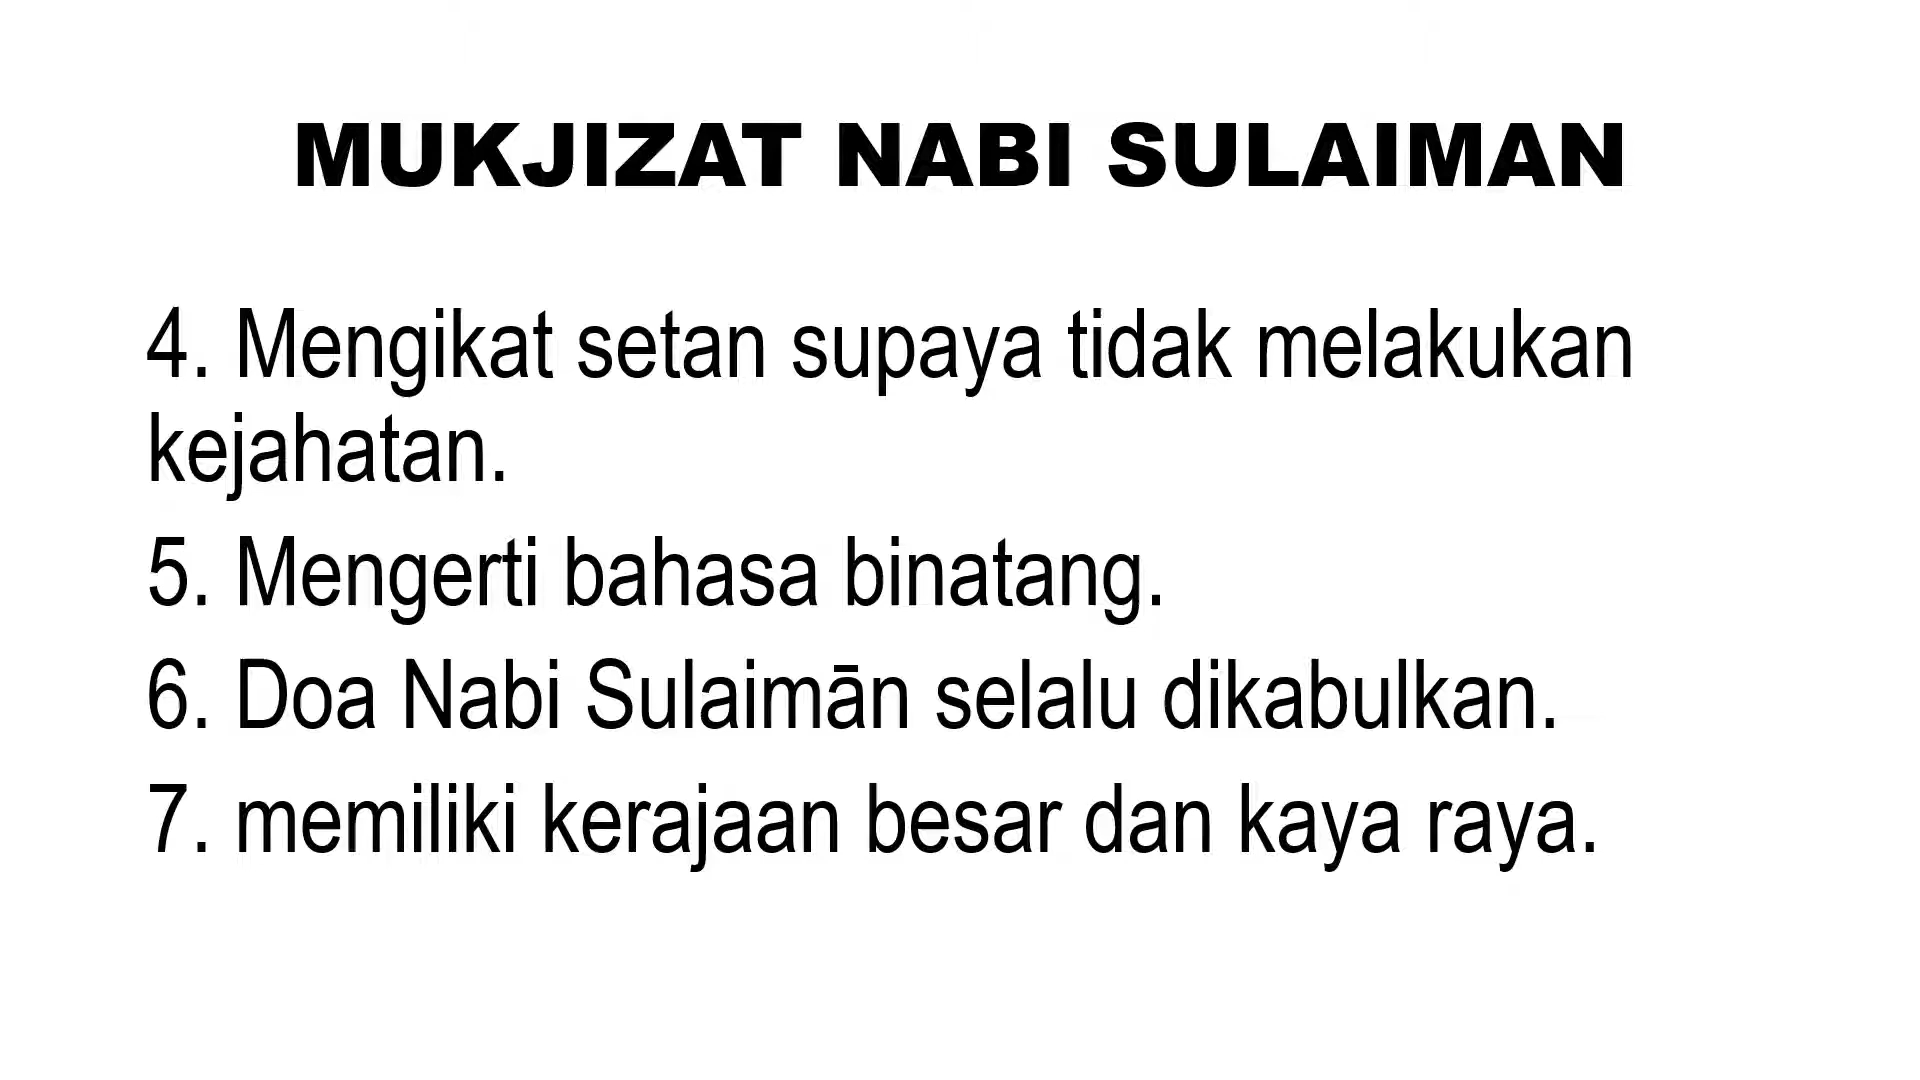 MUKJIZAT NABI SULAIMAN
4. Mengikat setan supaya tidak melakukan
kejahatan.
5. Mengerti bahasa binatang.
6. Doa Nabi Sulaimān selalu dikabulkan.
7. memiliki kerajaan besar dan kaya raya.